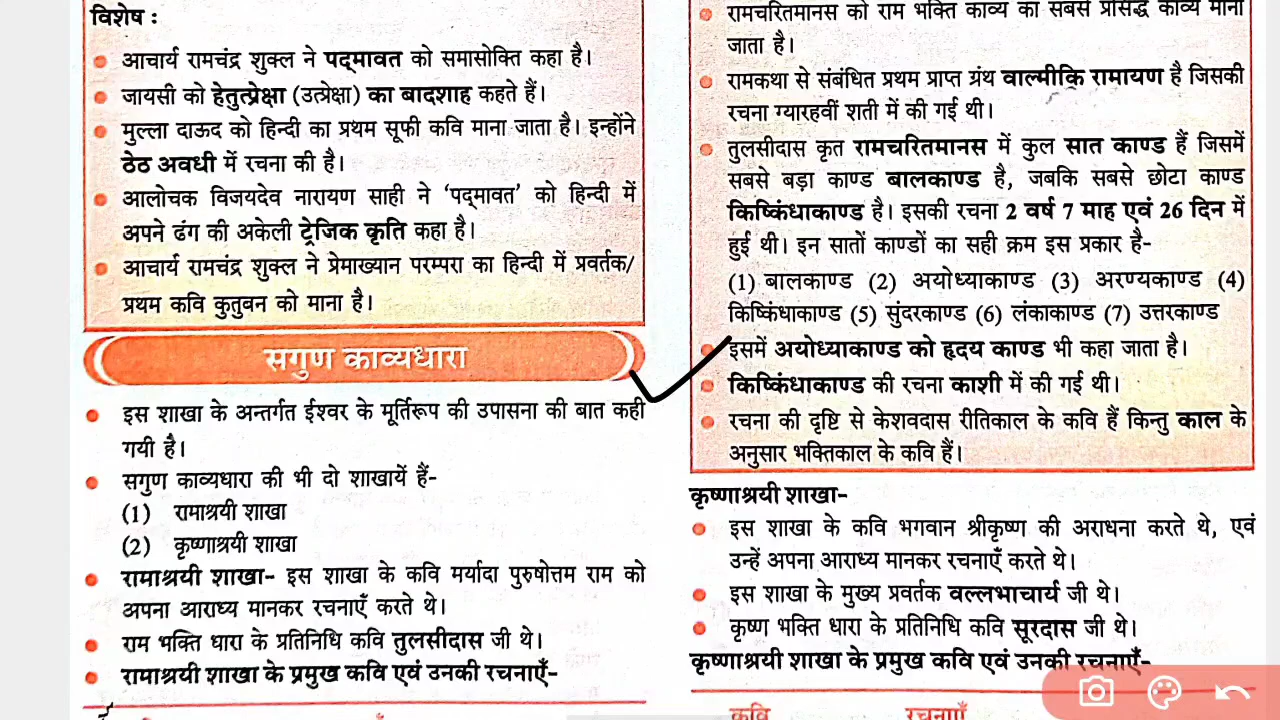 विशेष :
आचार्य रामचंद्र शुक्ल ने पद्मावत को समासोक्ति कहा है।
जायसी को हेतुत्प्रेक्षा (उत्प्रेक्षा) का बादशाह कहते हैं।
मुल्ला दाऊद को हिन्दी का प्रथम सूफी कवि माना जाता है। इन्होंने
ठेठ अवधी में रचना की है।
आलोचक विजयदेव नारायण साही ने ‘पद्मावत’ को हिन्दी में
अपने ढंग की अकेली ट्रेजिक कृति कहा है।
आचार्य रामचंद्र शुक्ल ने प्रेमाख्यान परम्परा का हिन्दी में प्रवर्तक/
प्रथम कवि कुतुबन को माना है।
सगुण काव्यधारा
इस शाखा के अन्तर्गत ईश्वर के मूर्तिरूप की उपासना की बात कही
गयी है।
सगुण काव्यधारा की भी दो शाखायें हैं-
(1) रामाश्रयी शाखा
(2) कृष्णाश्रयी शाखा
रामाश्रयी शाखा- इस शाखा के कवि मर्यादा पुरुषोत्तम राम को
अपना आराध्य मानकर रचनाएँ करते थे।
राम भक्ति धारा के प्रतिनिधि कवि तुलसीदास जी थे।
रामाश्रयी शाखा के प्रमुख कवि एवं उनकी रचनाएँ-
रामचरितमानस को राम भक्ति काव्य का सबसे प्रसिद्ध काव्य माना
जाता है।
रामकथा से संबंधित प्रथम प्राप्त ग्रंथ वाल्मीकि रामायण है जिसकी
रचना ग्यारहवीं शती में की गई थी।
तुलसीदास कृत रामचरितमानस में कुल सात काण्ड हैं जिसमें
सबसे बड़ा काण्ड बालकाण्ड है, जबकि सबसे छोटा काण्ड
किष्किंधाकाण्ड है। इसकी रचना 2 वर्ष 7 माह एवं 26 दिन में
हुई थी। इन सातों काण्डों का सही क्रम इस प्रकार है-
(1) बालकाण्ड (2) अयोध्याकाण्ड (3) अरण्यकाण्ड (4)
किष्किंधाकाण्ड (5) सुंदरकाण्ड (6) लंकाकाण्ड (7) उत्तरकाण्ड
इसमें अयोध्याकाण्ड को हृदय काण्ड भी कहा जाता है।
किष्किंधाकाण्ड की रचना काशी में की गई थी।
रचना की दृष्टि से केशवदास रीतिकाल के कवि हैं किन्तु काल के
अनुसार भक्तिकाल के कवि हैं।
कृष्णाश्रयी शाखा-
इस शाखा के कवि भगवान श्रीकृष्ण की अराधना करते थे, एवं
उन्हें अपना आराध्य मानकर रचनाएँ करते थे।
इस शाखा के मुख्य प्रवर्तक वल्लभाचार्य जी थे।
कृष्ण भक्ति धारा के प्रतिनिधि कवि सूरदास जी थे।
कृष्णाश्रयी शाखा के प्रमुख कवि एवं उनकी रचनाएँ-
कवि रचनाएँ